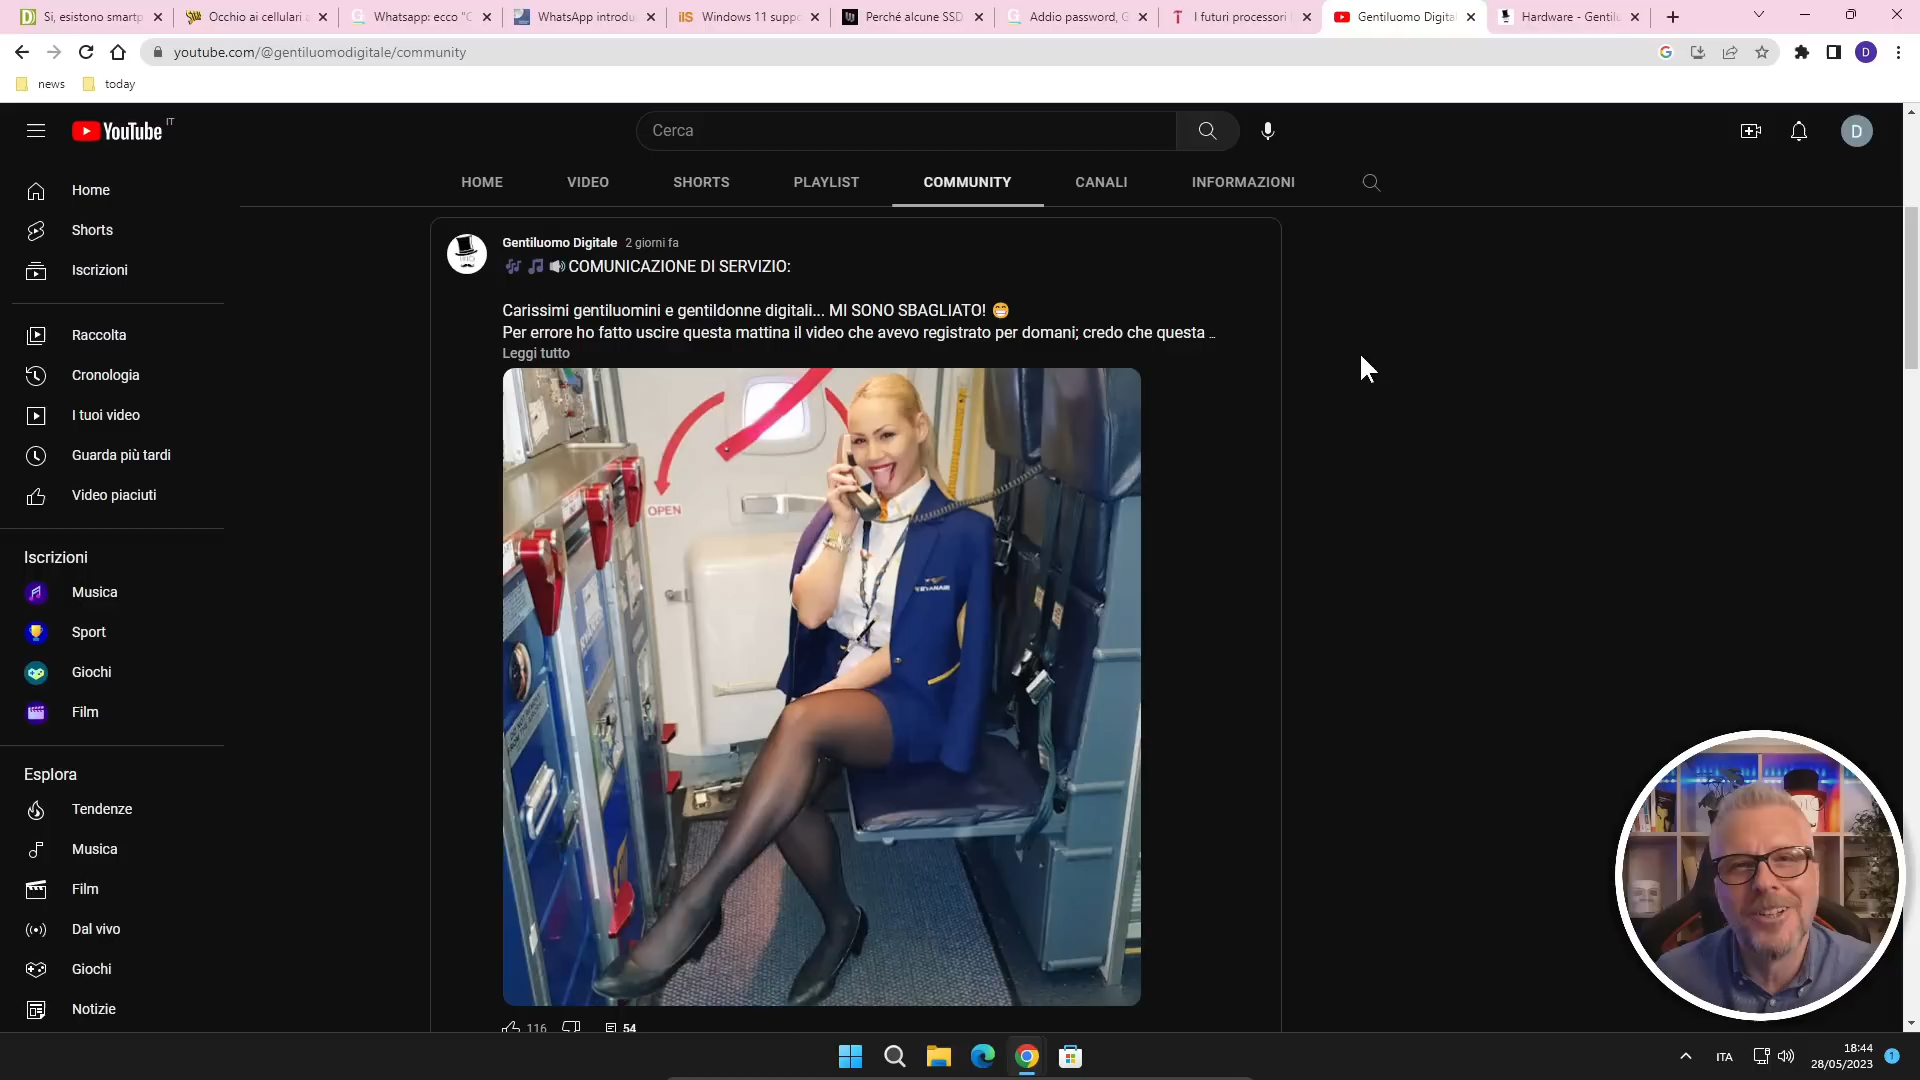 Si, esistono smartp
Occhio ai cellulari
Whatsapp: ecco "C
WhatsApp introdu
Windows 11 suppo
Perché alcune SSD
Addio password, G
I futuri processori
Gentiluomo Digita
Hardware - Gentilu
youtube.com/@gentiluomodigitale/community
D
news
today
YouTube IT
Cerca
D
HOME
VIDEO
SHORTS
PLAYLIST
COMMUNITY
CANALI
INFORMAZIONI
Home
Shorts
Iscrizioni
Raccolta
Cronologia
I tuoi video
Guarda più tardi
Video piaciuti
Iscrizioni
Musica
Sport
Giochi
Film
Esplora
Tendenze
Musica
Film
Dal vivo
Giochi
Notizie
Gentiluomo Digitale 2 giorni fa
COMUNICAZIONE DI SERVIZIO:
Carissimi gentiluomini e gentildonne digitali... MI SONO SBAGLIATO!
Per errore ho fatto uscire questa mattina il video che avevo registrato per domani; credo che questa ...
Leggi tutto
OPEN
RYANAIR
116
54
ITA
18:44
28/05/2023
1